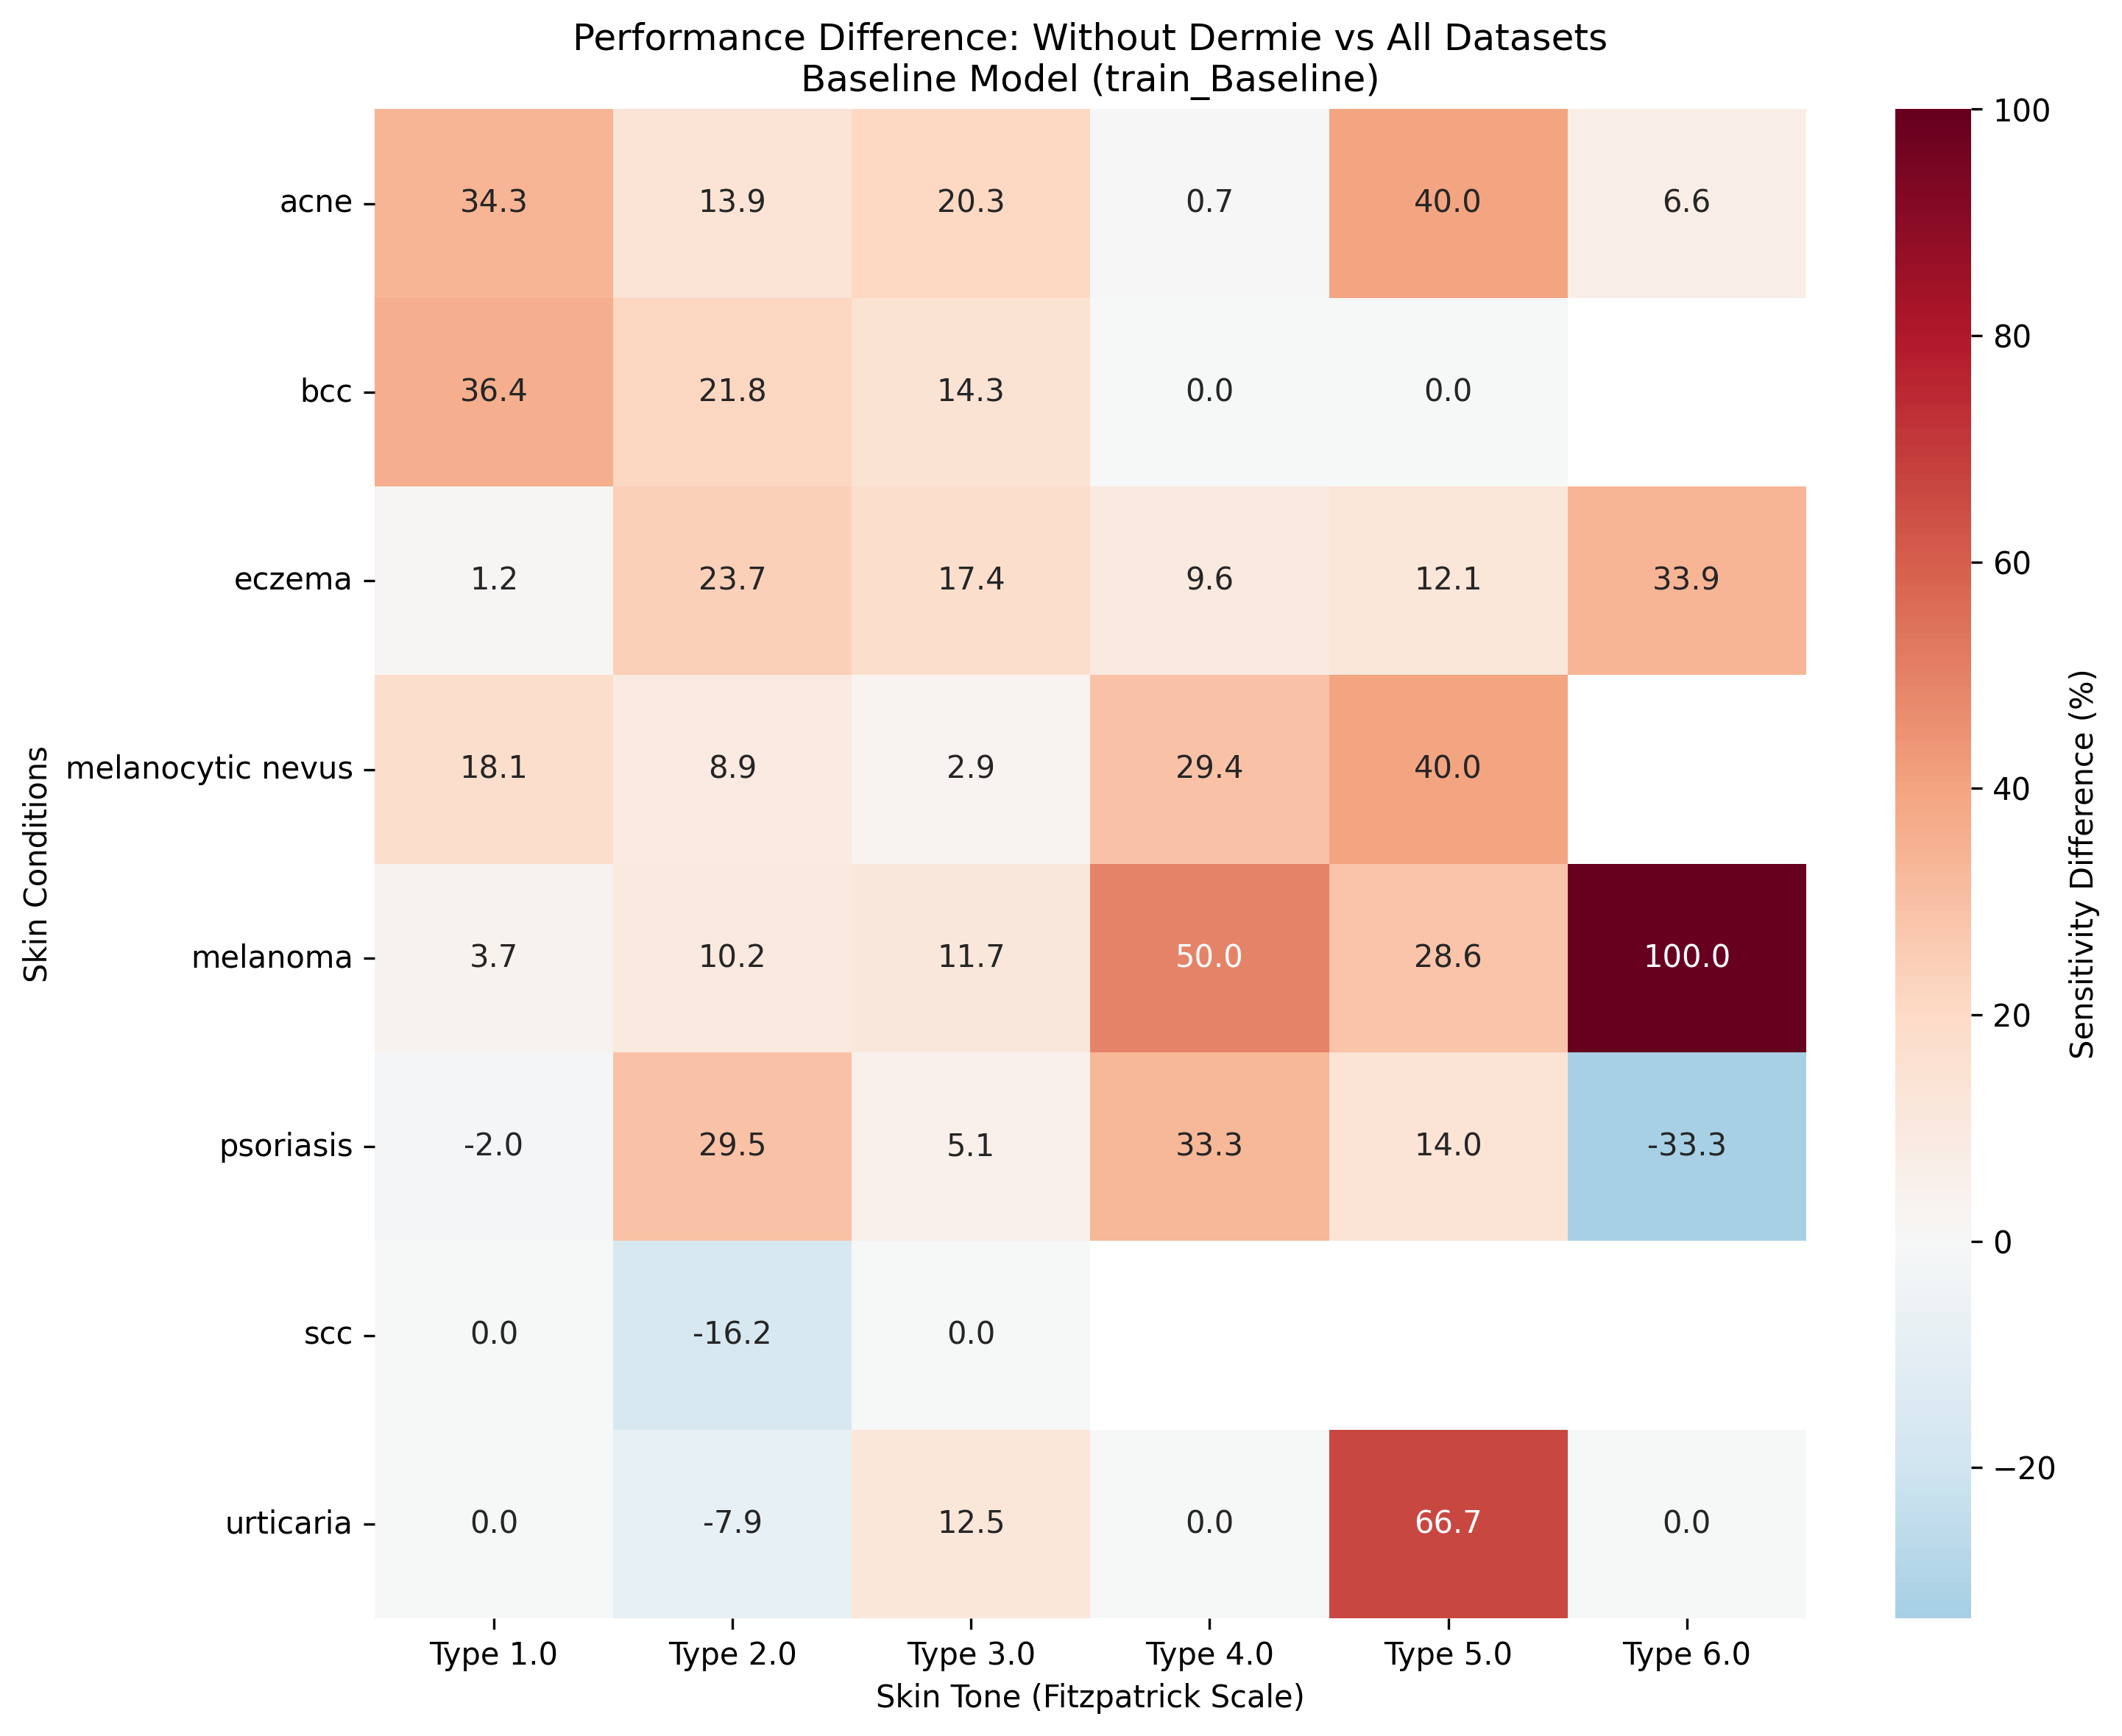 Performance Difference: Without Dermie vs All Datasets
Baseline Model (train_Baseline)
Skin Conditions
acne 34.3 13.9 20.3 0.7 40.0 6.6
bcc 36.4 21.8 14.3 0.0 0.0
eczema 1.2 23.7 17.4 9.6 12.1 33.9
melanocytic nevus 18.1 8.9 2.9 29.4 40.0
melanoma 3.7 10.2 11.7 50.0 28.6 100.0
psoriasis -2.0 29.5 5.1 33.3 14.0 -33.3
scc 0.0 -16.2 0.0
urticaria 0.0 -7.9 12.5 0.0 66.7 0.0
Type 1.0 Type 2.0 Type 3.0 Type 4.0 Type 5.0 Type 6.0
Skin Tone (Fitzpatrick Scale)
100
80
60
40
20
0
−20
Sensitivity Difference (%)